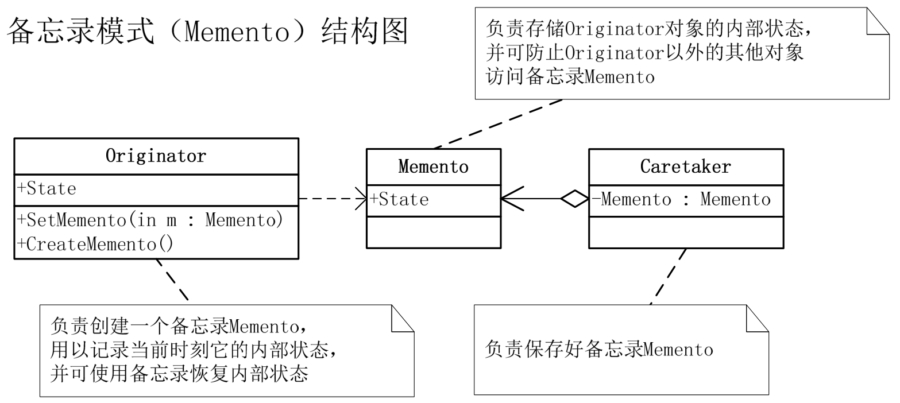 备忘录模式（Memento）结构图
负责存储Originator对象的内部状态，
并可防止Originator以外的其他对象
访问备忘录Memento
Originator
+State
+SetMemento(in m : Memento)
+CreateMemento()
Memento
+State
Caretaker
-Memento : Memento
负责创建一个备忘录Memento，
用以记录当前时刻它的内部状态，
并可使用备忘录恢复内部状态
负责保存好备忘录Memento